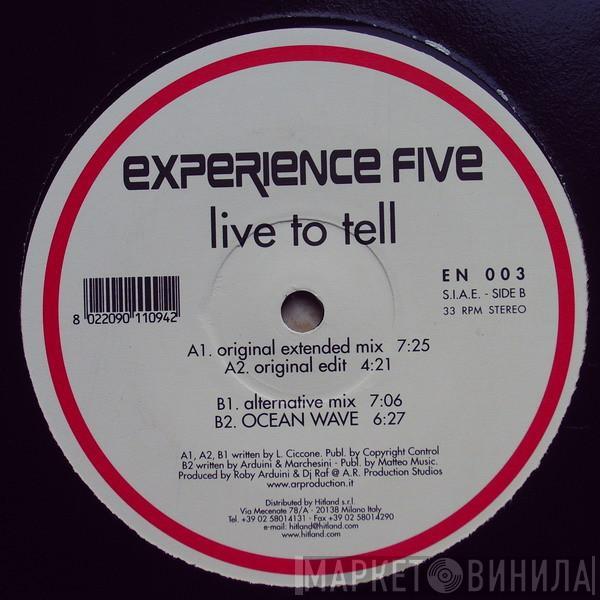 EXPERIENCE FIVE
live to tell
EN 003
S.I.A.E. - SIDE B
33 RPM STEREO
8 022090 110942
A1. original extended mix 7:25
A2. original edit 4:21
B1. alternative mix 7:06
B2. OCEAN WAVE 6:27
A1, A2, B1 written by L. Ciccone. Publ. by Copyright Control
B2 written by Arduini & Marchesini - Publ. by Matteo Music.
Produced by Roby Arduini & Dj Raf @ A.R. Production Studios
www.arproduction.it
Distributed by Hitland s.r.l.
Via Mecenate 78/A - 20138 Milano Italy
Tel. +39 02 58014131 - Fax +39 02 58014290
e-mail: hitland@hitland.com
www.hitland.com
МАРКЕТ ВИНИЛА